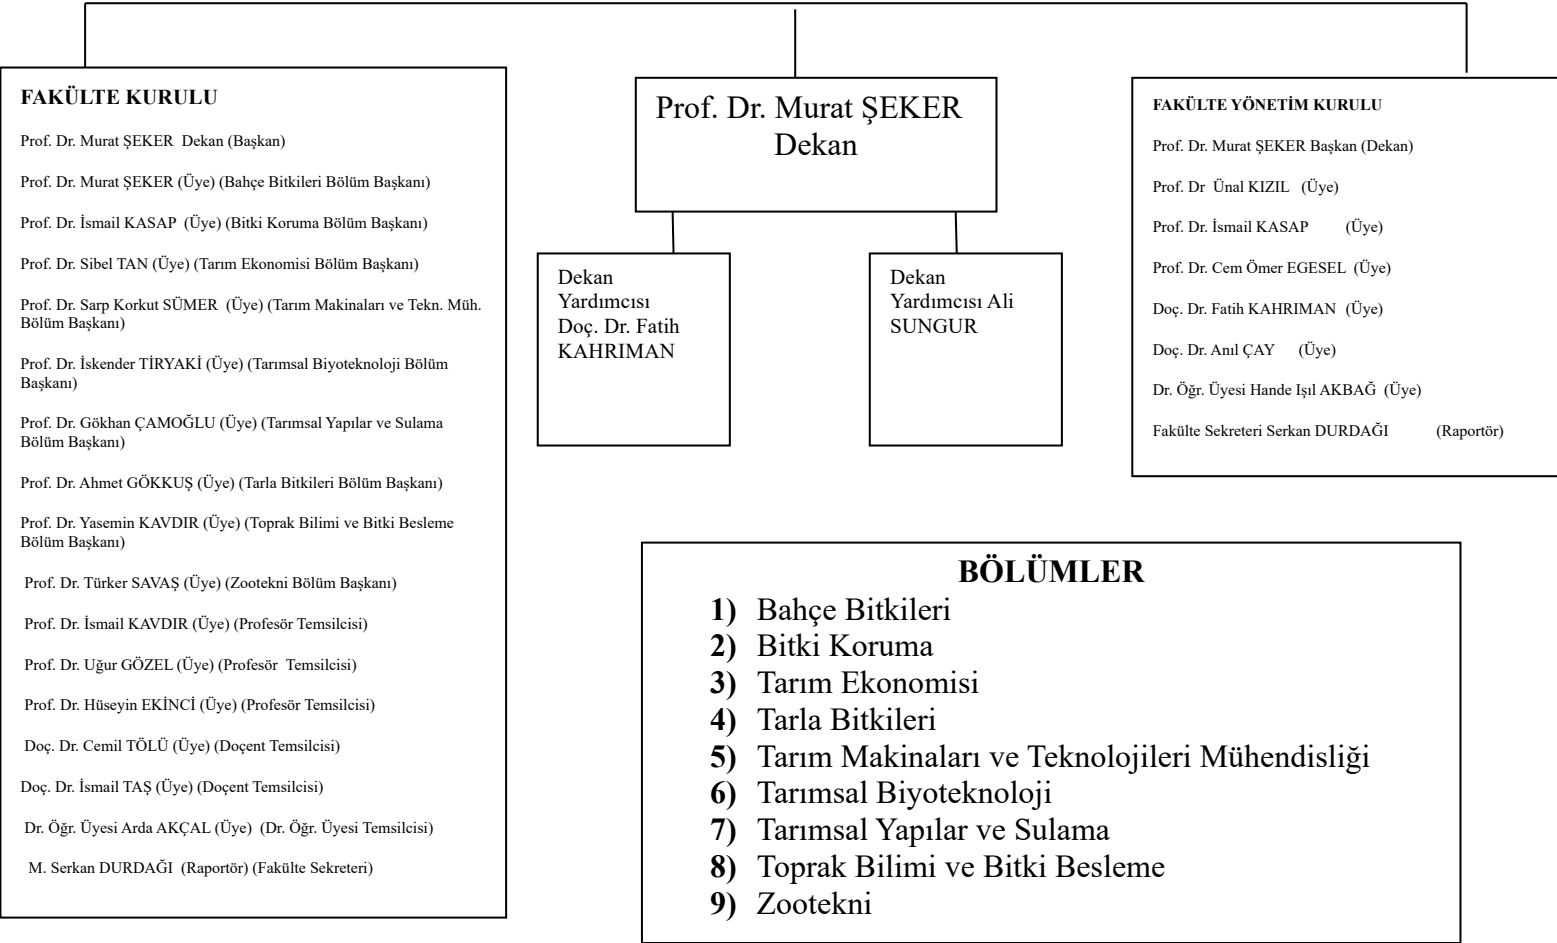 FAKÜLTE KURULU
Prof. Dr. Murat ŞEKER  Dekan (Başkan)
Prof. Dr. Murat ŞEKER (Üye) (Bahçe Bitkileri Bölüm Başkanı)
Prof. Dr. İsmail KASAP  (Üye) (Bitki Koruma Bölüm Başkanı)
Prof. Dr. Sibel TAN (Üye) (Tarım Ekonomisi Bölüm Başkanı)
Prof. Dr. Sarp Korkut SÜMER  (Üye) (Tarım Makinaları ve Tekn. Müh.
Bölüm Başkanı)
Prof. Dr. İskender TİRYAKİ (Üye) (Tarımsal Biyoteknoloji Bölüm
Başkanı)
Prof. Dr. Gökhan ÇAMOĞLU (Üye) (Tarımsal Yapılar ve Sulama
Bölüm Başkanı)
Prof. Dr. Ahmet GÖKKUŞ (Üye) (Tarla Bitkileri Bölüm Başkanı)
Prof. Dr. Yasemin KAVDIR (Üye) (Toprak Bilimi ve Bitki Besleme
Bölüm Başkanı)
Prof. Dr. Türker SAVAŞ (Üye) (Zootekni Bölüm Başkanı)
Prof. Dr. İsmail KAVDIR (Üye) (Profesör Temsilcisi)
Prof. Dr. Uğur GÖZEL (Üye) (Profesör  Temsilcisi)
Prof. Dr. Hüseyin EKİNCİ (Üye) (Profesör Temsilcisi)
Doç. Dr. Cemil TÖLÜ (Üye) (Doçent Temsilcisi)
Doç. Dr. İsmail TAŞ (Üye) (Doçent Temsilcisi)
Dr. Öğr. Üyesi Arda AKÇAL (Üye)  (Dr. Öğr. Üyesi Temsilcisi)
M. Serkan DURDAĞI  (Raportör) (Fakülte Sekreteri)
Prof. Dr. Murat ŞEKER
Dekan
Dekan
Yardımcısı
Doç. Dr. Fatih
KAHRIMAN
Dekan
Yardımcısı Ali
SUNGUR
FAKÜLTE YÖNETİM KURULU
Prof. Dr. Murat ŞEKER Başkan (Dekan)
Prof. Dr  Ünal KIZIL   (Üye)
Prof. Dr. İsmail KASAP   (Üye)
Prof. Dr. Cem Ömer EGESEL  (Üye)
Doç. Dr. Fatih KAHRIMAN   (Üye)
Doç. Dr. Anıl ÇAY   (Üye)
Dr. Öğr. Üyesi Hande Işıl AKBAĞ  (Üye)
Fakülte Sekreteri Serkan DURDAĞI   (Raportör)
BÖLÜMLER
1) Bahçe Bitkileri
2) Bitki Koruma
3) Tarım Ekonomisi
4) Tarla Bitkileri
5) Tarım Makinaları ve Teknolojileri Mühendisliği
6) Tarımsal Biyoteknoloji
7) Tarımsal Yapılar ve Sulama
8) Toprak Bilimi ve Bitki Besleme
9) Zootekni